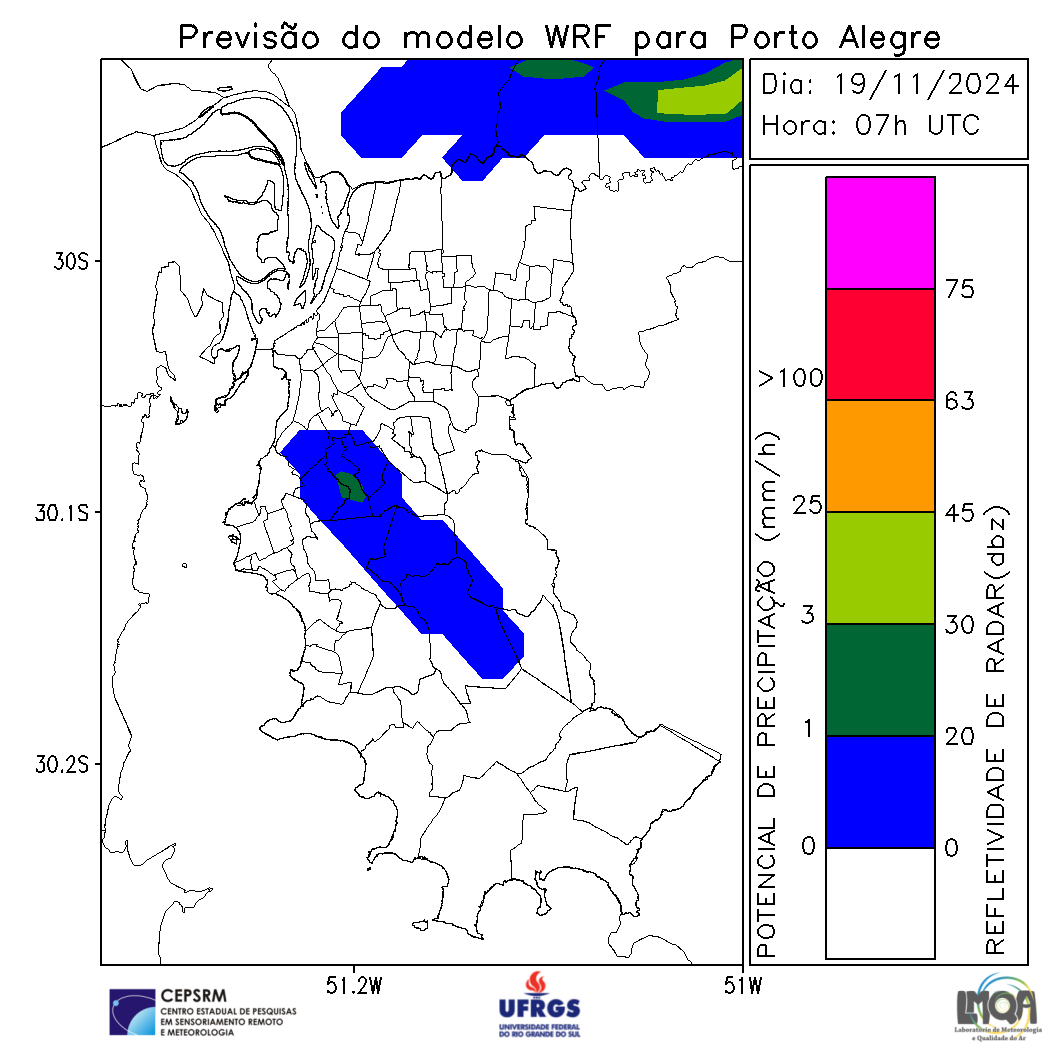 Previsão do modelo WRF para Porto Alegre
Dia: 19/11/2024
Hora: 07h UTC
30S
30.1S
30.2S
51.2W
51W
POTENCIAL DE PRECIPITAÇÃO (mm/h)
>100
25
3
1
0
75
63
45
30
20
0
REFLETIVIDADE DE RADAR(dbz)
CEPSRM
CENTRO ESTADUAL DE PESQUISAS
EM SENSORIAMENTO REMOTO
E METEOROLOGIA
UFRGS
UNIVERSIDADE FEDERAL
DO RIO GRANDE DO SUL
LMQA
Laboratório de Meteorologia
e Qualidade do Ar